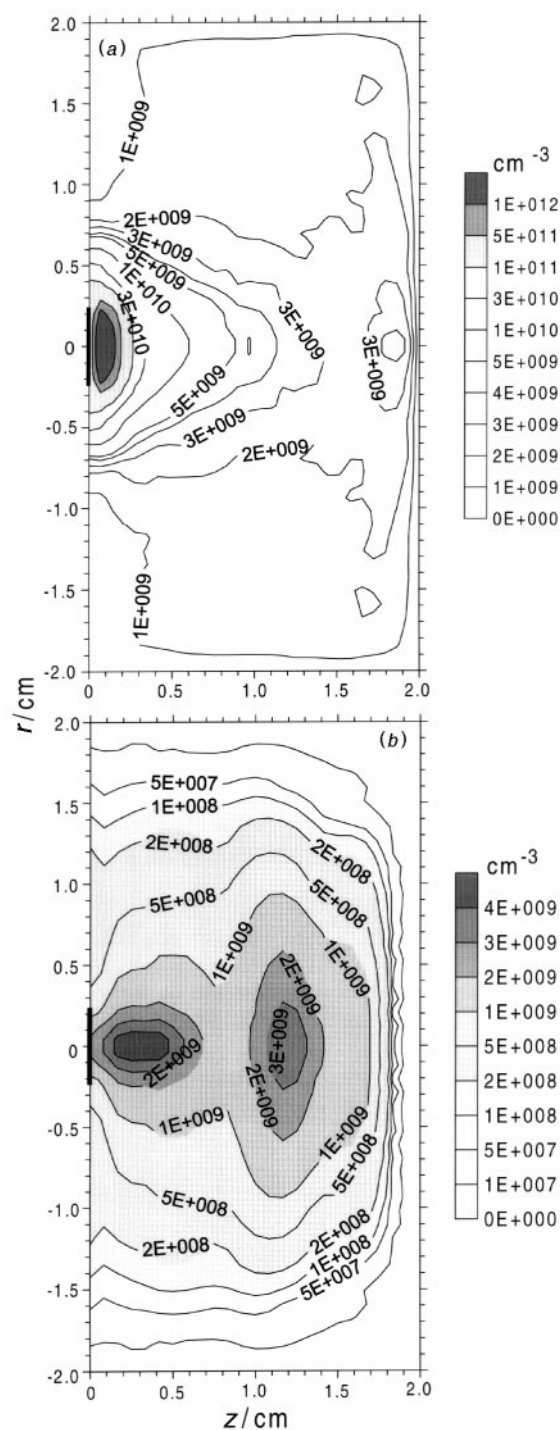 (a)
2.0
1.5
1.0
0.5
0
-0.5
-1.0
-1.5
-2.0
1E+009
2E+009
3E+009
5E+009
1E+010
3E+010
3E+009
3E+009
5E+009
3E+009
2E+009
1E+009
0
0.5
1.0
1.5
2.0
cm -3
1E+012
5E+011
1E+011
3E+010
1E+010
5E+009
4E+009
3E+009
2E+009
1E+009
0E+000
r/cm
(b)
2.0
1.5
1.0
0.5
0
-0.5
-1.0
-1.5
-2.0
5E+007
1E+008
2E+008
2E+008
5E+008
5E+008
1E+009
1E+009
2E+009
3E+009
2E+009
2E+009
1E+009
1E+009
5E+008
5E+008
2E+008
2E+008
1E+008
5E+007
0
0.5
1.0
1.5
2.0
z/cm
cm -3
4E+009
3E+009
2E+009
1E+009
5E+008
2E+008
1E+008
5E+007
1E+007
0E+000